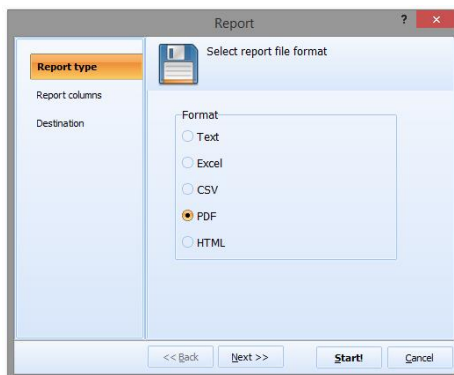 Report
?
Report type
Report columns
Destination
Select report file format
Format
Text
Excel
CSV
PDF
HTML
<< Back
Next >>
Start!
Cancel